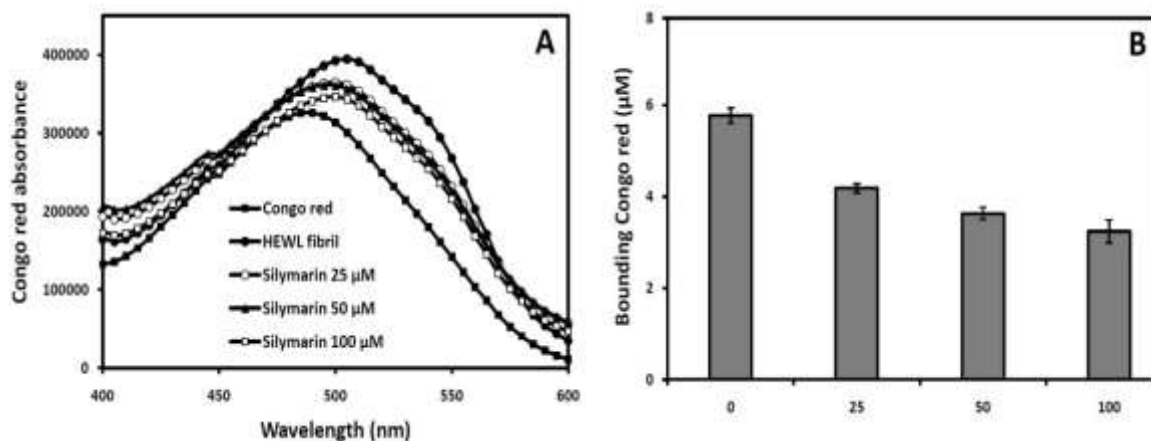 A
Congo red absorbance
400000
300000
200000
100000
0
Congo red
HEWL fibril
Silymarin 25 µM
Silymarin 50 µM
Silymarin 100 µM
400 450 500 550 600
Wavelength (nm)
B
Bounding Congo red (µM)
8
6
4
2
0
0 25 50 100